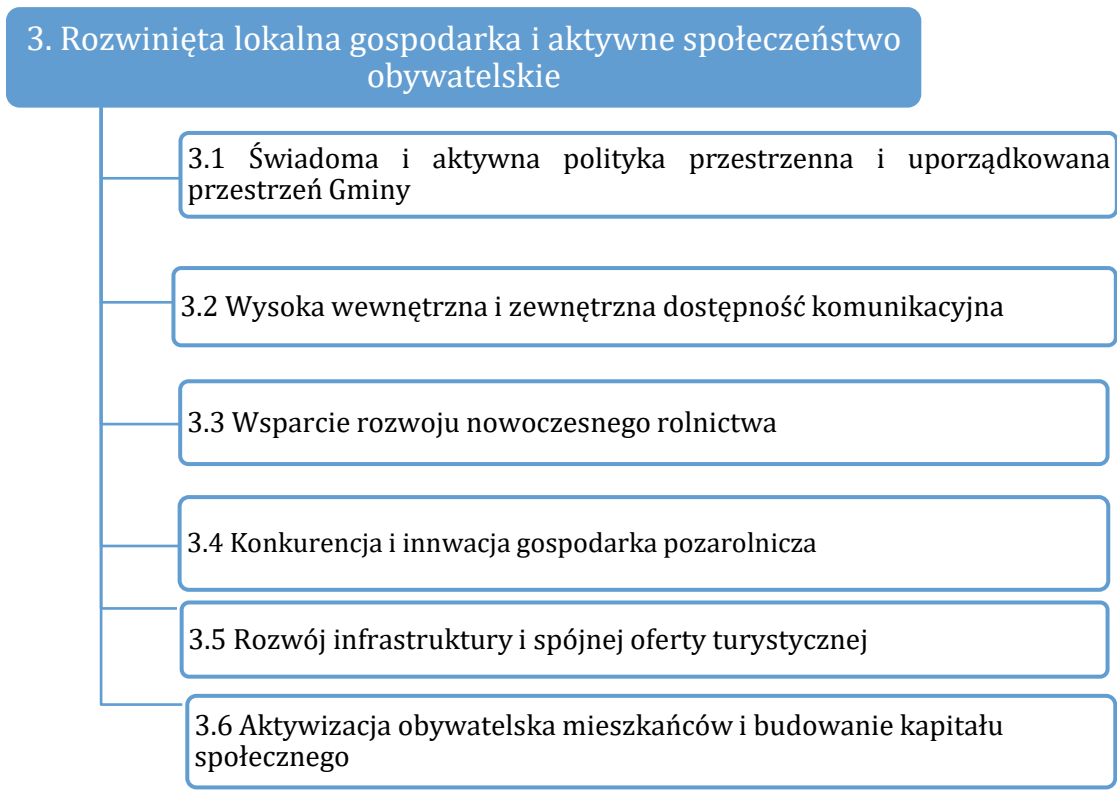 3. Rozwinięta lokalna gospodarka i aktywne społeczeństwo
obywatelskie
3.1 Świadoma i aktywna polityka przestrzenna i uporządkowana
przestrzeń Gminy
3.2 Wysoka wewnętrzna i zewnętrzna dostępność komunikacyjna
3.3 Wsparcie rozwoju nowoczesnego rolnictwa
3.4 Konkurencja i innwacja gospodarka pozarolnicza
3.5 Rozwój infrastruktury i spójnej oferty turystycznej
3.6 Aktywizacja obywatelska mieszkańców i budowanie kapitału
społecznego